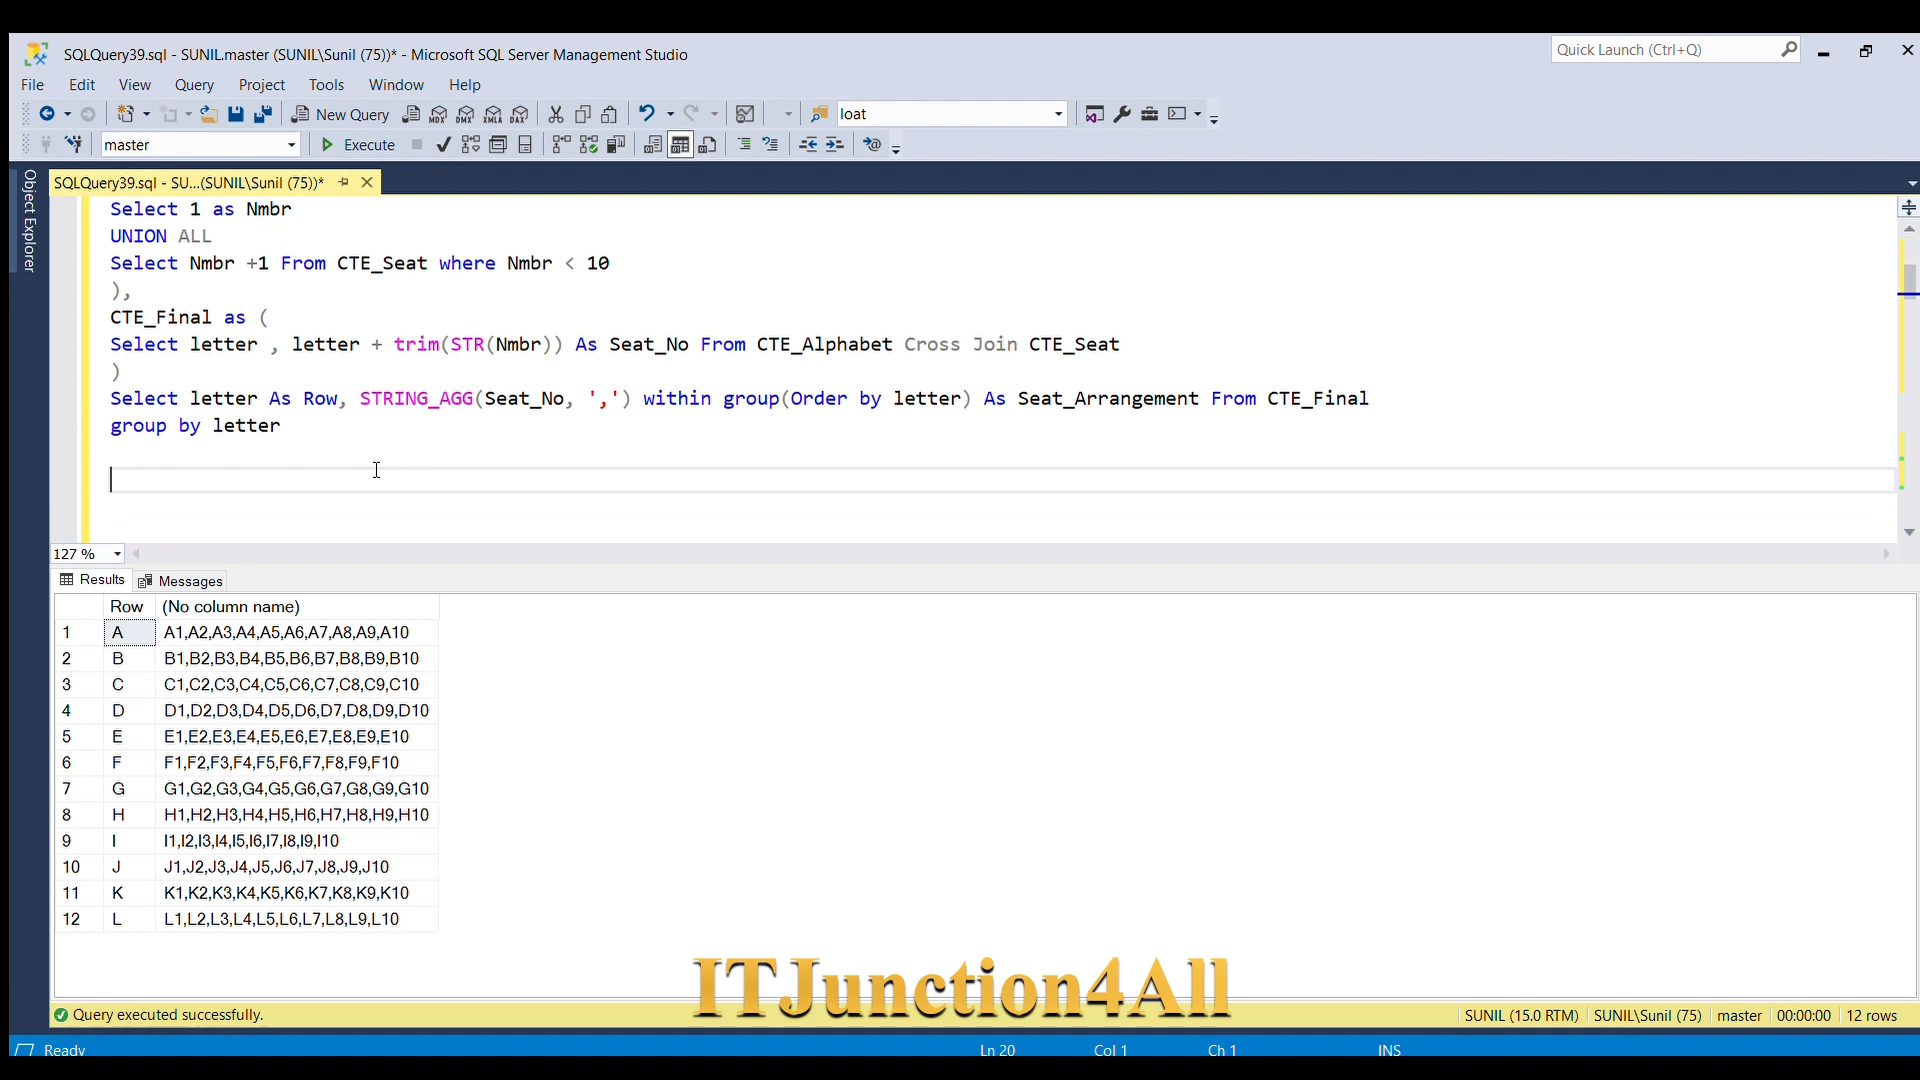 SQLQuery39.sql - SUNIL.master (SUNIL\Sunil (75))* - Microsoft SQL Server Management Studio
Quick Launch (Ctrl+Q)
File Edit View Query Project Tools Window Help
New Query
MDX DMX XMLA DAX
loat
master
Execute
Object Explorer
SQLQuery39.sql - SU...(SUNIL\Sunil (75))*
Select 1 as Nmbr
UNION ALL
Select Nmbr +1 From CTE_Seat where Nmbr < 10
),
CTE_Final as (
Select letter , letter + trim(STR(Nmbr)) As Seat_No From CTE_Alphabet Cross Join CTE_Seat
)
Select letter As Row, STRING_AGG(Seat_No, ',') within group(Order by letter) As Seat_Arrangement From CTE_Final
group by letter
127 %
Results Messages
Row (No column name)
1 A A1,A2,A3,A4,A5,A6,A7,A8,A9,A10
2 B B1,B2,B3,B4,B5,B6,B7,B8,B9,B10
3 C C1,C2,C3,C4,C5,C6,C7,C8,C9,C10
4 D D1,D2,D3,D4,D5,D6,D7,D8,D9,D10
5 E E1,E2,E3,E4,E5,E6,E7,E8,E9,E10
6 F F1,F2,F3,F4,F5,F6,F7,F8,F9,F10
7 G G1,G2,G3,G4,G5,G6,G7,G8,G9,G10
8 H H1,H2,H3,H4,H5,H6,H7,H8,H9,H10
9 I I1,I2,I3,I4,I5,I6,I7,I8,I9,I10
10 J J1,J2,J3,J4,J5,J6,J7,J8,J9,J10
11 K K1,K2,K3,K4,K5,K6,K7,K8,K9,K10
12 L L1,L2,L3,L4,L5,L6,L7,L8,L9,L10
ITJunction4All
Query executed successfully.
SUNIL (15.0 RTM) SUNIL\Sunil (75) master 00:00:00 12 rows
Ready Ln 20 Col 1 Ch 1 INS